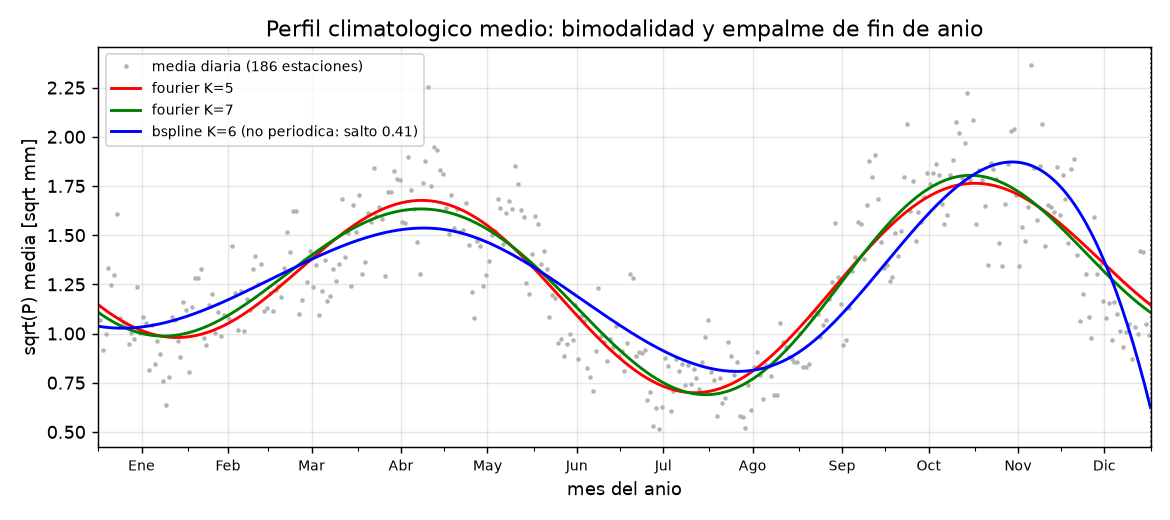 Perfil climatologico medio: bimodalidad y empalme de fin de anio
media diaria (186 estaciones)
fourier K=5
fourier K=7
bspline K=6 (no periodica: salto 0.41)
sqrt(P) media [sqrt mm]
2.25
2.00
1.75
1.50
1.25
1.00
0.75
0.50
Ene Feb Mar Abr May Jun Jul Ago Sep Oct Nov Dic
mes del anio